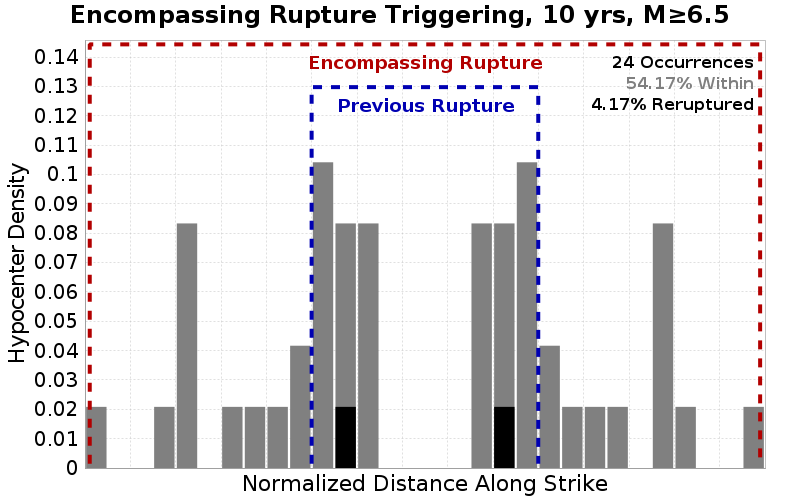 Encompassing Rupture Triggering, 10 yrs, M≥6.5
Encompassing Rupture
24 Occurrences
54.17% Within
Previous Rupture
4.17% Reruptured
Hypocenter Density
0.14
0.13
0.12
0.11
0.1
0.09
0.08
0.07
0.06
0.05
0.04
0.03
0.02
0.01
0
Normalized Distance Along Strike